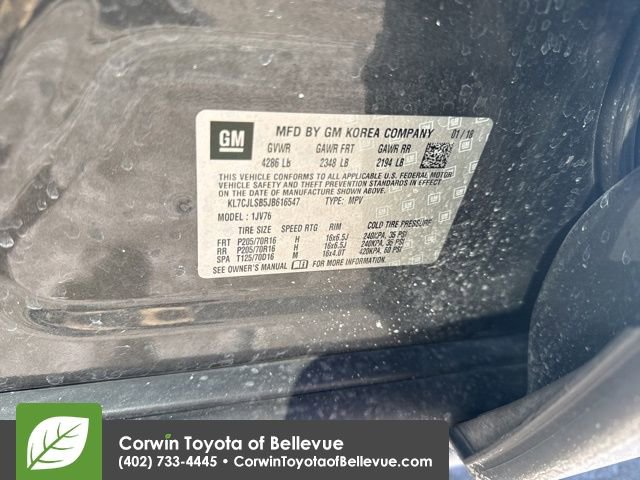 GM
MFD BY GM KOREA COMPANY 01/18
GVWR GAWR FRT GAWR RR
4286 LB 2348 LB 2194 LB
THIS VEHICLE CONFORMS TO ALL APPLICABLE U.S. FEDERAL MOTOR
VEHICLE SAFETY, BUMPER, AND THEFT PREVENTION STANDARDS IN EFFECT ON THE
DATE OF MANUFACTURE SHOWN ABOVE.
KL7CJLSB5JB616547 TYPE: MPV
MODEL: 1JV76
TIRE SIZE SPEED RTG RIM COLD TIRE PRESSURE
FRT P205/70R16 H 16x6.5J 240KPA, 35 PSI
RR P205/70R16 H 16x6.5J 240KPA, 35 PSI
SPA T125/70D16 M 16x4.0T 420KPA, 60 PSI
SEE OWNER'S MANUAL FOR MORE INFORMATION.
Corwin Toyota of Bellevue
(402) 733-4445 • CorwinToyotaofBellevue.com